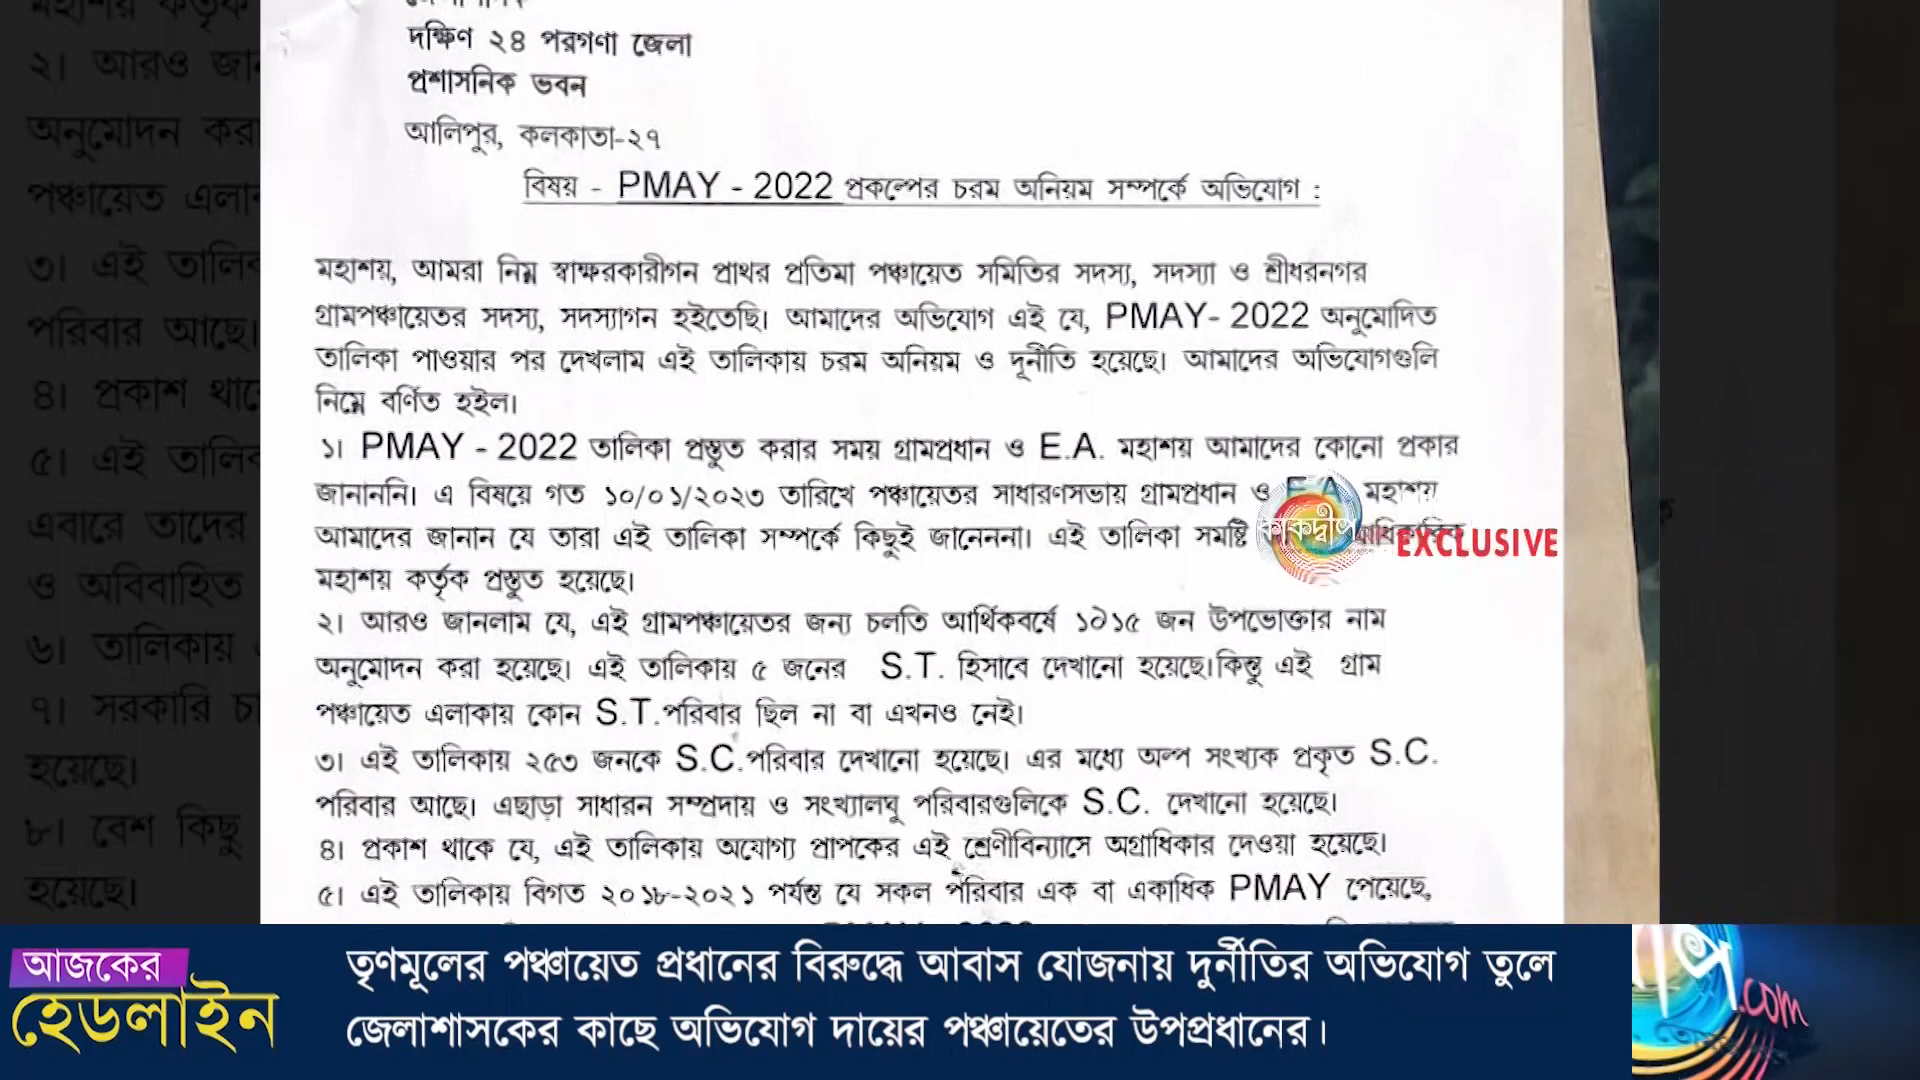 দক্ষিণ ২৪ পরগণা জেলা
প্রশাসনিক ভবন
আলিপুর, কলকাতা-২৭
বিষয় - PMAY - 2022 প্রকল্পের চরম অনিয়ম সম্পর্কে অভিযোগ :
মহাশয়, আমরা নিম্ন স্বাক্ষরকারীগন প্রাথর প্রতিমা পঞ্চায়েত সমিতির সদস্য, সদস্যা ও শ্রীধরনগর
গ্রামপঞ্চায়েতর সদস্য, সদস্যাগন হইতেছি। আমাদের অভিযোগ এই যে, PMAY- 2022 অনুমোদিত
তালিকা পাওয়ার পর দেখলাম এই তালিকায় চরম অনিয়ম ও দূর্নীতি হয়েছে। আমাদের অভিযোগগুলি
নিম্নে বর্ণিত হইল।
১। PMAY - 2022 তালিকা প্রস্তুত করার সময় গ্রামপ্রধান ও E.A. মহাশয় আমাদের কোনো প্রকার
জানাননি। এ বিষয়ে গত ১০/০১/২০২৩ তারিখে পঞ্চায়েতর সাধারণসভায় গ্রামপ্রধান ও E.A. মহাশয়
আমাদের জানান যে তারা এই তালিকা সম্পর্কে কিছুই জানেননা। এই তালিকা সমষ্টি
মহাশয় কর্তৃক প্রস্তুত হয়েছে।
২। আরও জানলাম যে, এই গ্রামপঞ্চায়েতর জন্য চলতি আর্থিকবর্ষে ১৯১৫ জন উপভোক্তার নাম
অনুমোদন করা হয়েছে। এই তালিকায় ৫ জনের S.T. হিসাবে দেখানো হয়েছে।কিন্তু এই গ্রাম
পঞ্চায়েত এলাকায় কোন S.T.পরিবার ছিল না বা এখনও নেই।
৩। এই তালিকায় ২৫৩ জনকে S.C.পরিবার দেখানো হয়েছে। এর মধ্যে অল্প সংখ্যক প্রকৃত S.C.
পরিবার আছে। এছাড়া সাধারন সম্প্রদায় ও সংখ্যালঘু পরিবারগুলিকে S.C. দেখানো হয়েছে।
৪। প্রকাশ থাকে যে, এই তালিকায় অযোগ্য প্রাপকের এই শ্রেণীবিন্যাসে অগ্রাধিকার দেওয়া হয়েছে।
৫। এই তালিকায় বিগত ২০১৮-২০২১ পর্যন্ত যে সকল পরিবার এক বা একাধিক PMAY পেয়েছে,
কাকদ্বীপ
EXCLUSIVE
আজকের
হেডলাইন
তৃণমূলের পঞ্চায়েত প্রধানের বিরুদ্ধে আবাস যোজনায় দুর্নীতির অভিযোগ তুলে
জেলাশাসকের কাছে অভিযোগ দায়ের পঞ্চায়েতের উপপ্রধানের।
.com